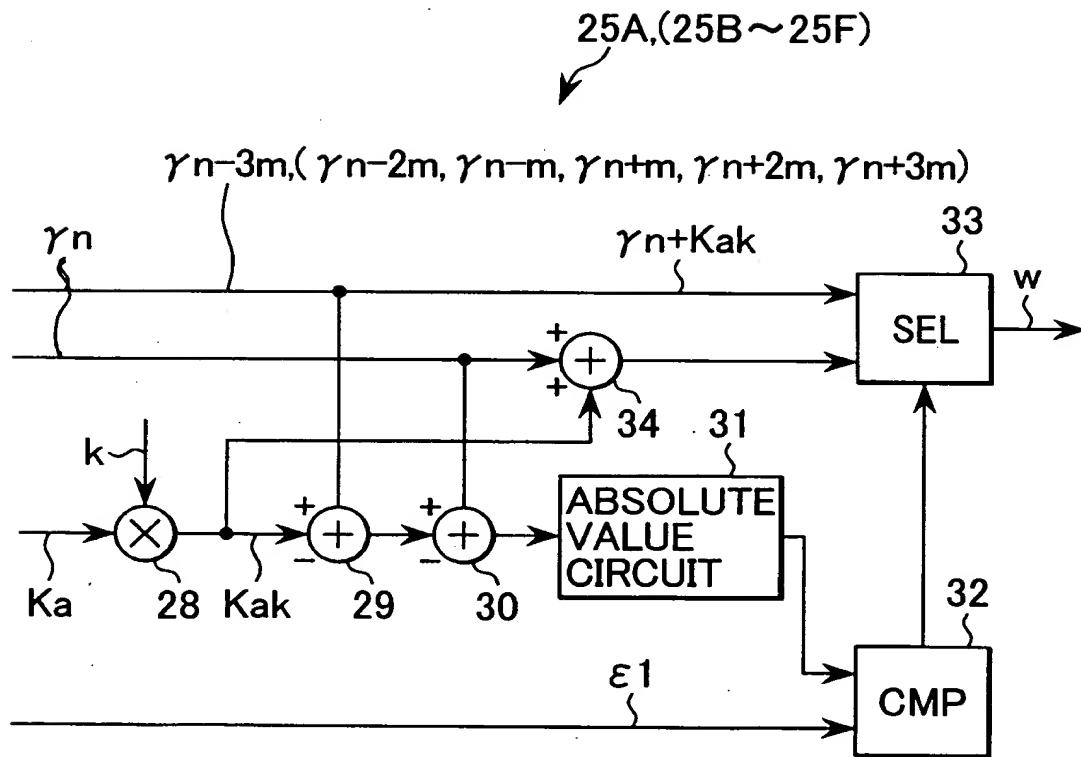 25A,(25B～25F)
γn-3m,(γn-2m, γn-m, γn+m, γn+2m, γn+3m)
γn
γn+Kak
33
SEL
w
+
+
+
34
31
k
ABSOLUTE
VALUE
CIRCUIT
×
+
+
-
+
+
-
Ka
28
Kak
29
30
32
ε1
CMP